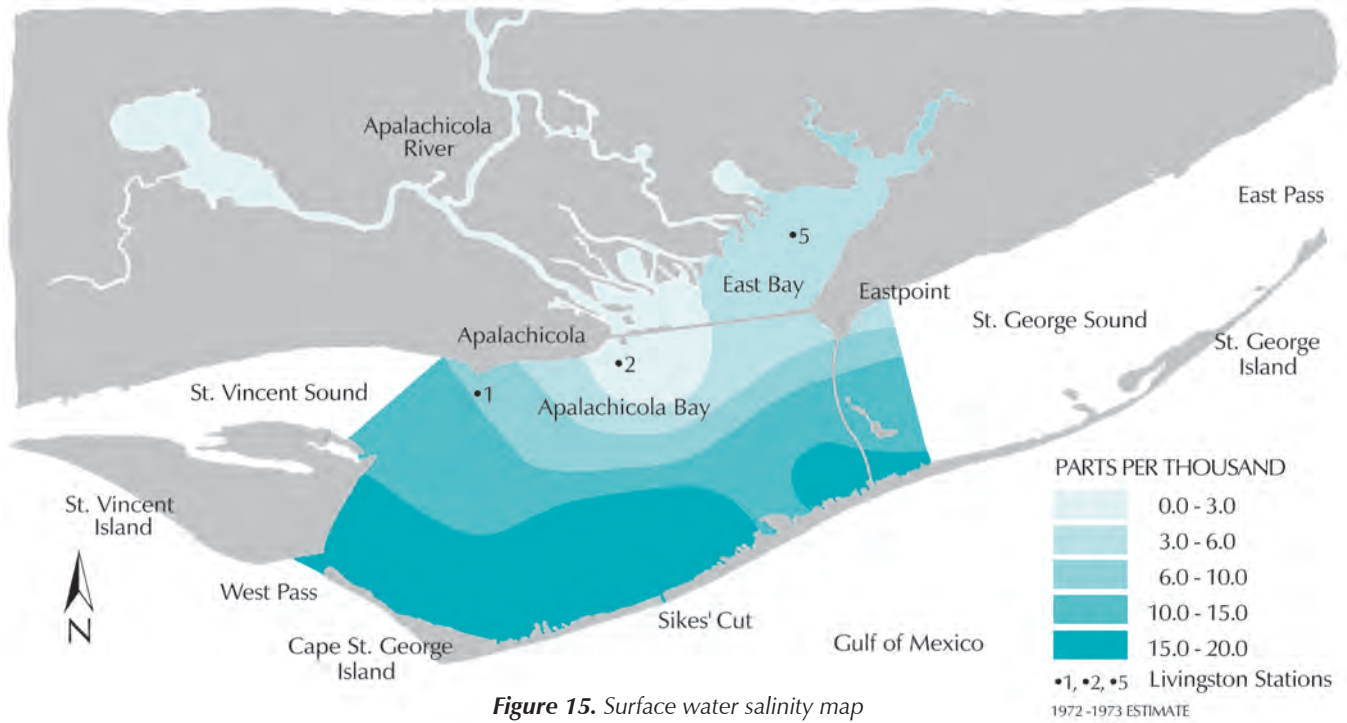 Apalachicola
River
East Pass
•5
East Bay
Eastpoint
St. George Sound
St. George
Island
Apalachicola
•2
St. Vincent Sound
•1
Apalachicola Bay
PARTS PER THOUSAND
0.0 - 3.0
3.0 - 6.0
6.0 - 10.0
10.0 - 15.0
15.0 - 20.0
•1, •2, •5 Livingston Stations
1972 -1973 ESTIMATE
St. Vincent
Island
N
West Pass
Sikes' Cut
Cape St. George
Island
Gulf of Mexico
Figure 15. Surface water salinity map